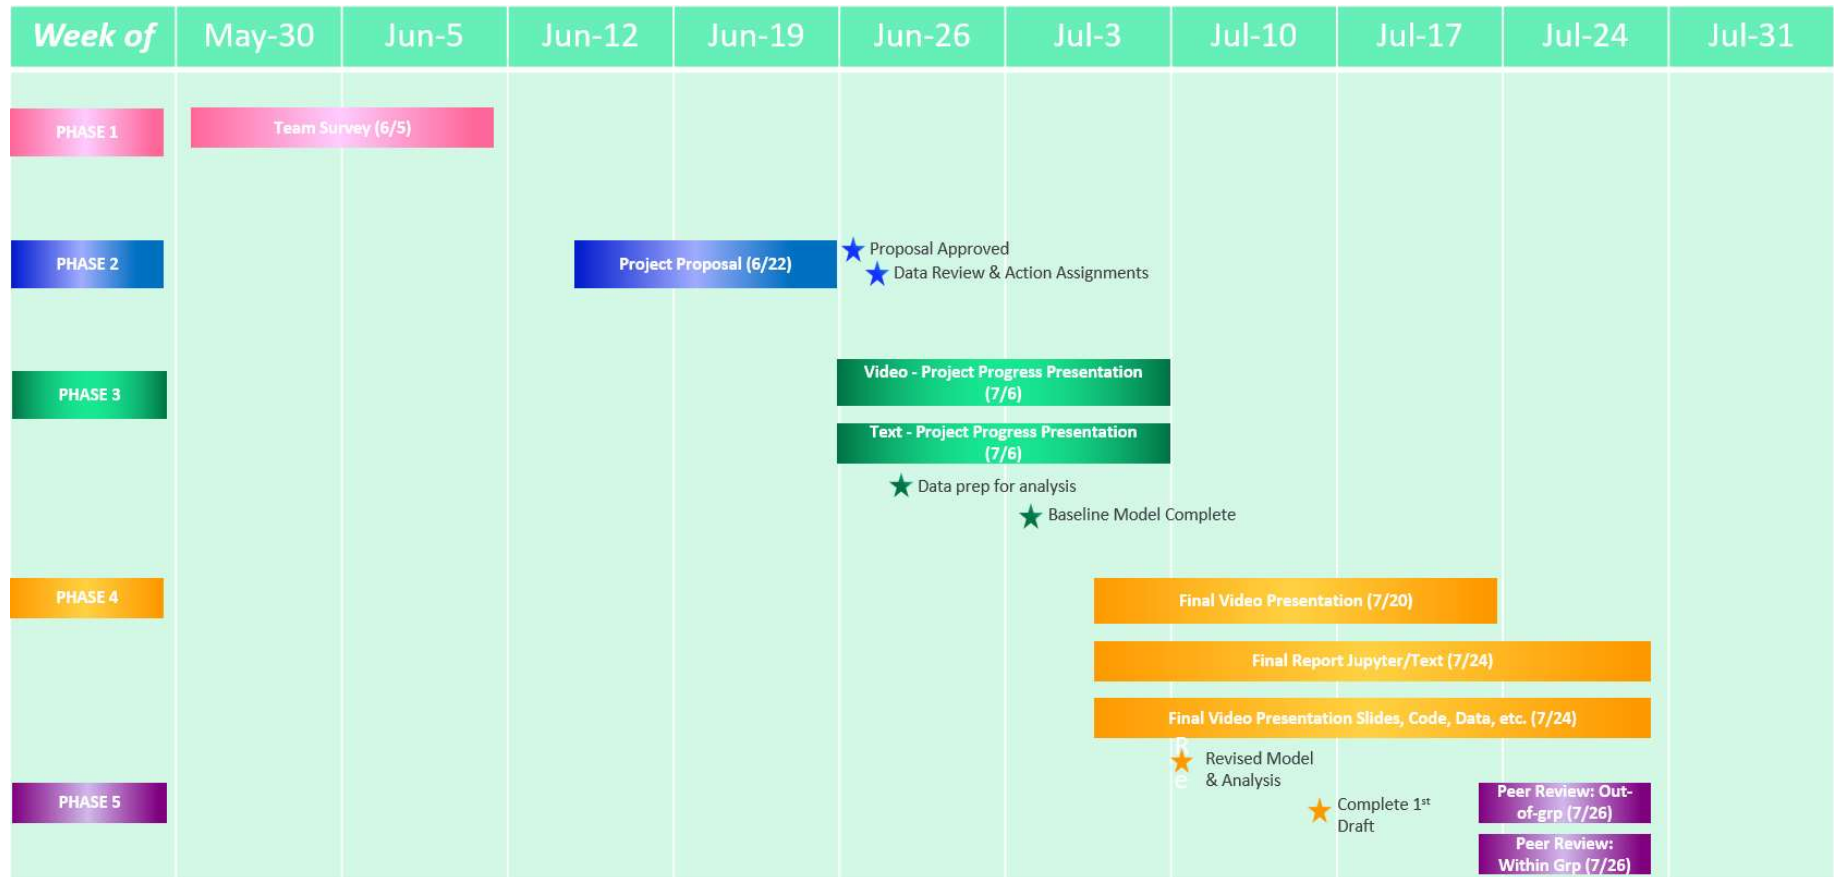 Week of May-30 Jun-5 Jun-12 Jun-19 Jun-26 Jul-3 Jul-10 Jul-17 Jul-24 Jul-31
PHASE 1
Team Survey (6/5)
PHASE 2
Project Proposal (6/22)
Proposal Approved
Data Review & Action Assignments
PHASE 3
Video - Project Progress Presentation
(7/6)
Text - Project Progress Presentation
(7/6)
Data prep for analysis
Baseline Model Complete
PHASE 4
Final Video Presentation (7/20)
Final Report Jupyter/Text (7/24)
Final Video Presentation Slides, Code, Data, etc. (7/24)
R
e
Revised Model
& Analysis
PHASE 5
Complete 1st
Draft
Peer Review: Out-
of-grp (7/26)
Peer Review:
Within Grp (7/26)